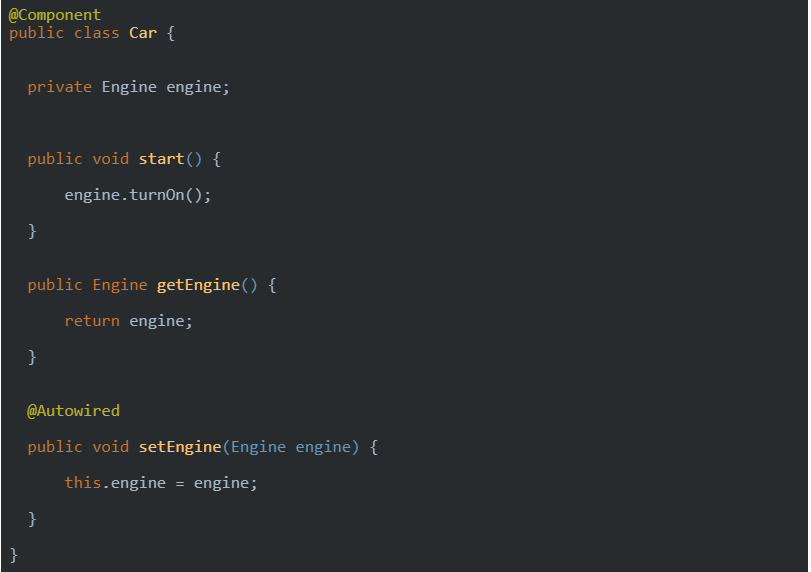 @Component
public class Car {
private Engine engine;
public void start() {
engine.turnOn();
}
public Engine getEngine() {
return engine;
}
@Autowired
public void setEngine(Engine engine) {
this.engine = engine;
}
}